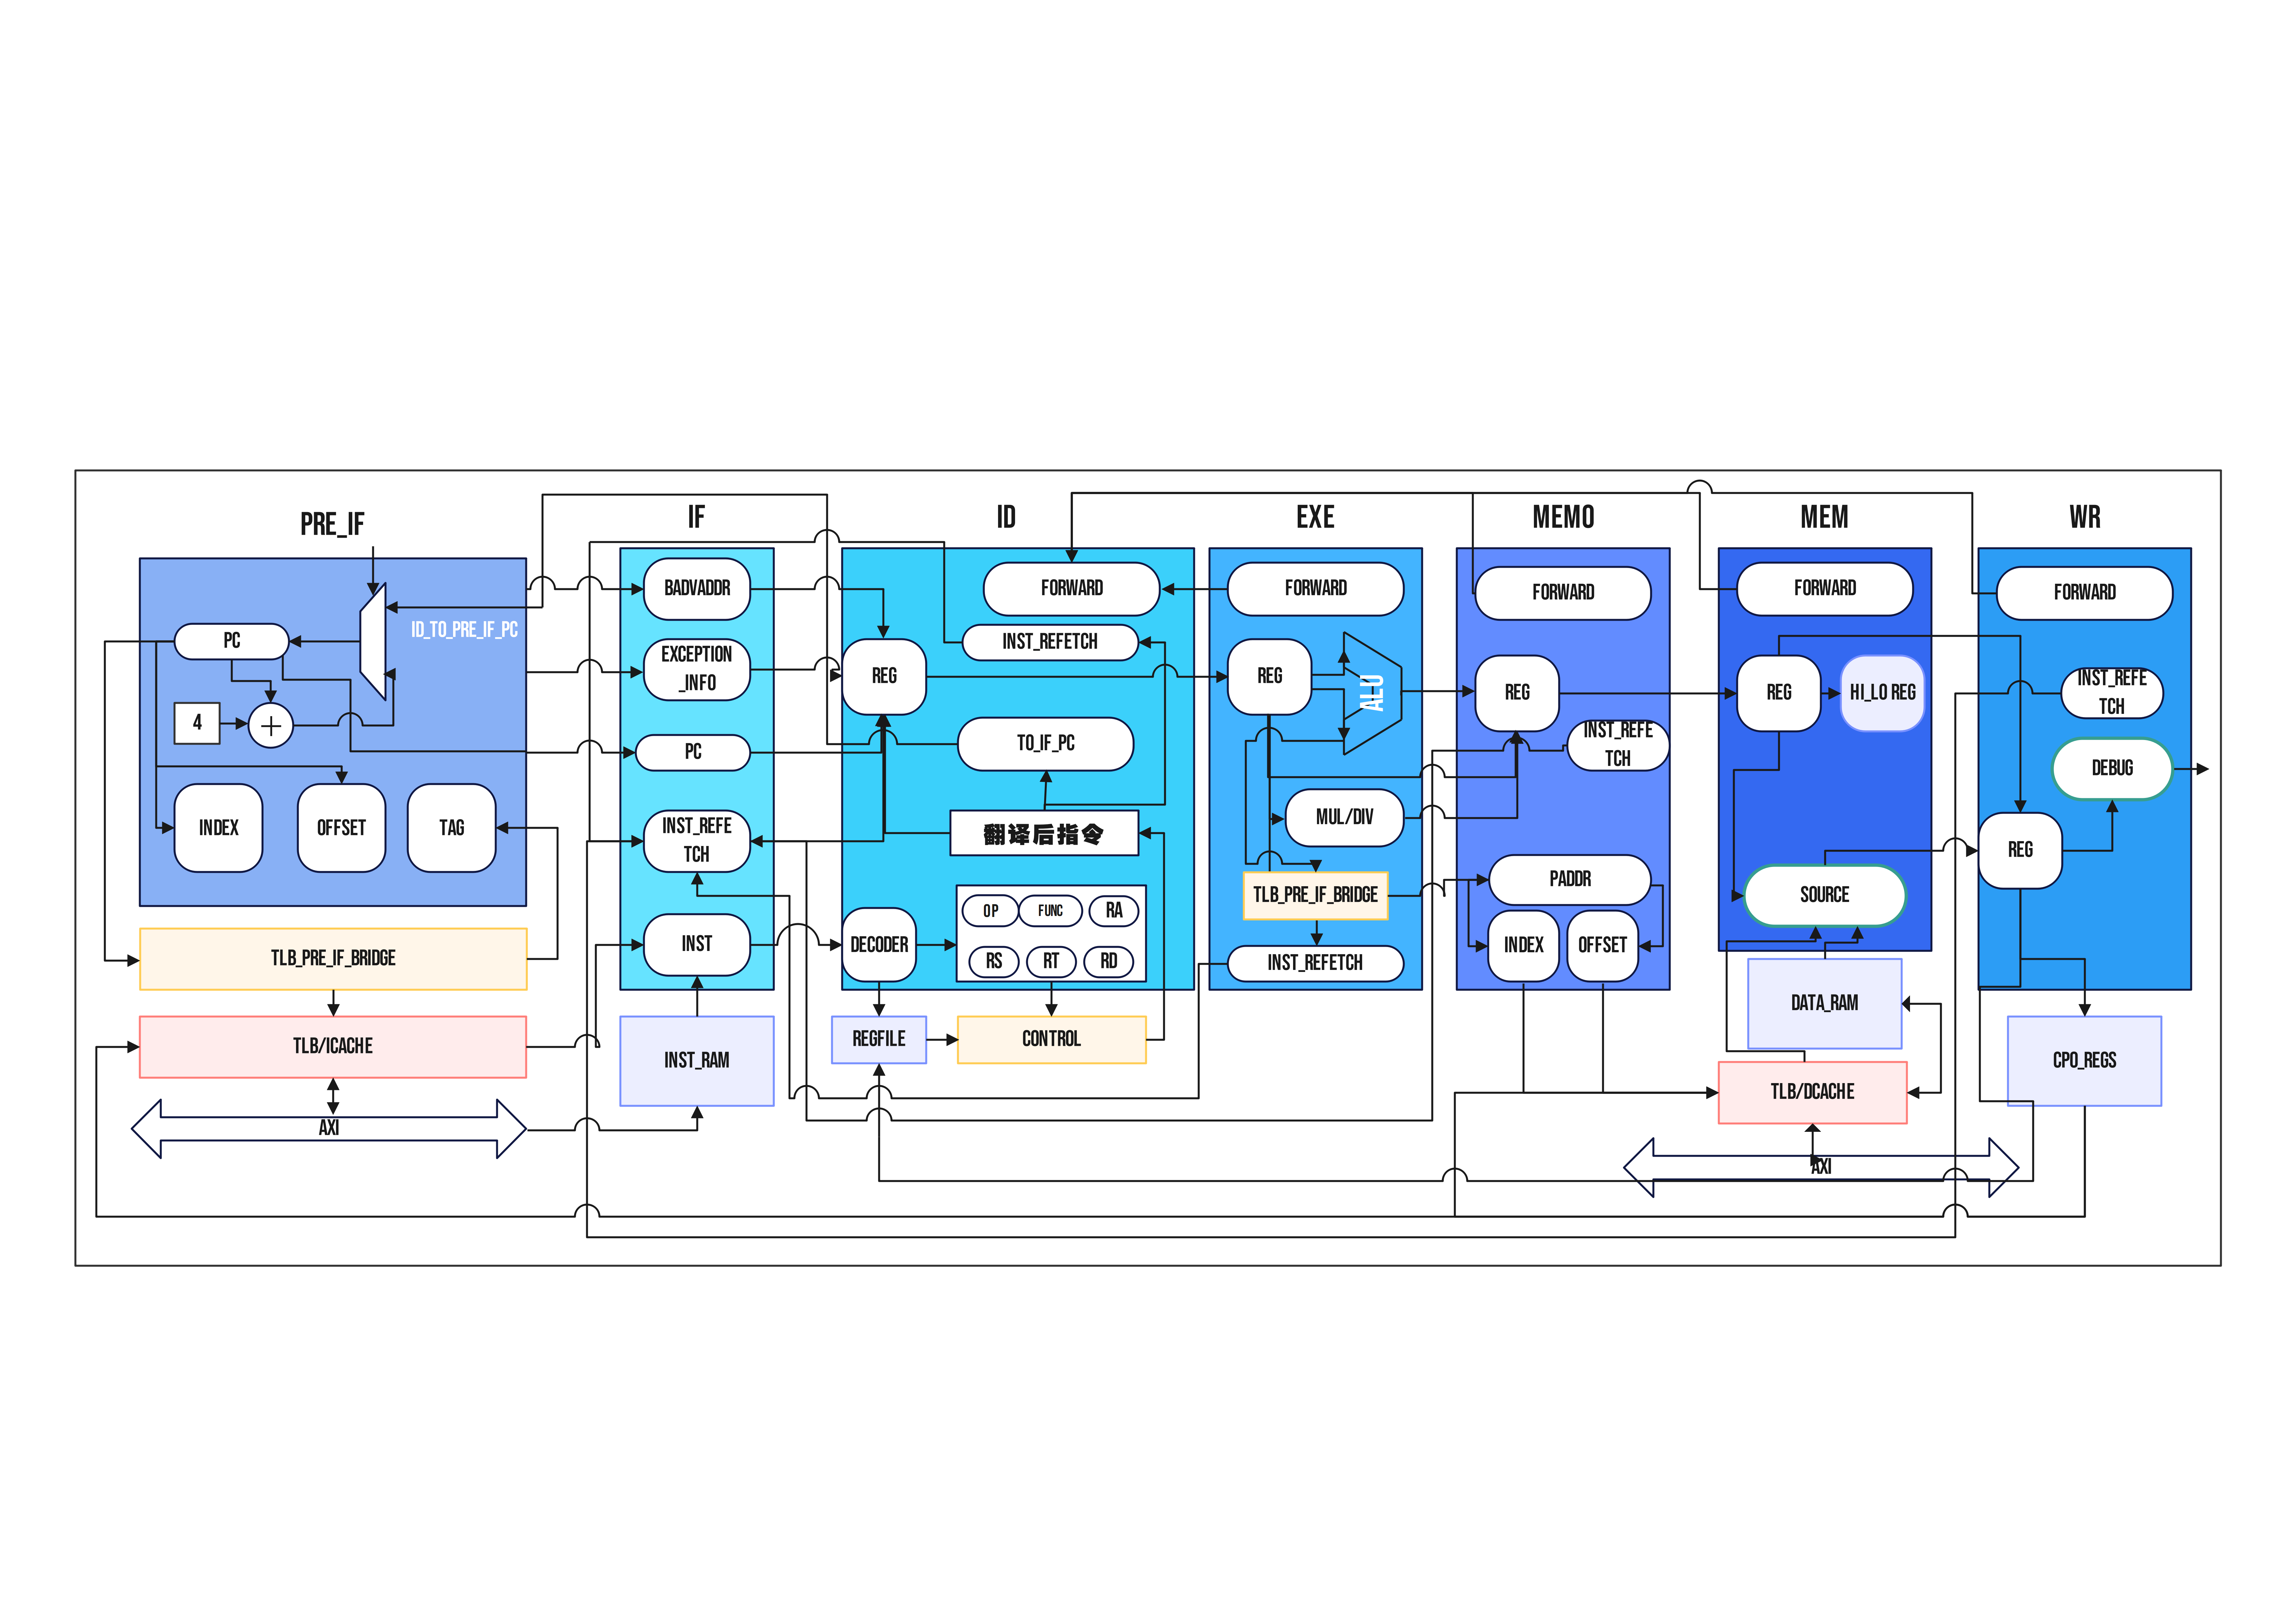 PRE_IF
IF
ID
EXE
MEMO
MEM
WR
ID_TO_PRE_IF_PC
PC
4
INDEX
OFFSET
TAG
TLB_PRE_IF_BRIDGE
TLB/ICACHE
AXI
BADVADDR
EXCEPTION
_INFO
PC
INST_REFE
TCH
INST
INST_RAM
FORWARD
INST_REFETCH
REG
TO_IF_PC
翻译后指令
DECODER
OP
FUNC
RA
RS
RT
RD
REGFILE
CONTROL
FORWARD
REG
ALU
MUL/DIV
TLB_PRE_IF_BRIDGE
INST_REFETCH
FORWARD
REG
INST_REFE
TCH
PADDR
INDEX
OFFSET
FORWARD
REG
HI_LO REG
SOURCE
DATA_RAM
TLB/DCACHE
AXI
FORWARD
INST_REFE
TCH
DEBUG
REG
CPO_REGS